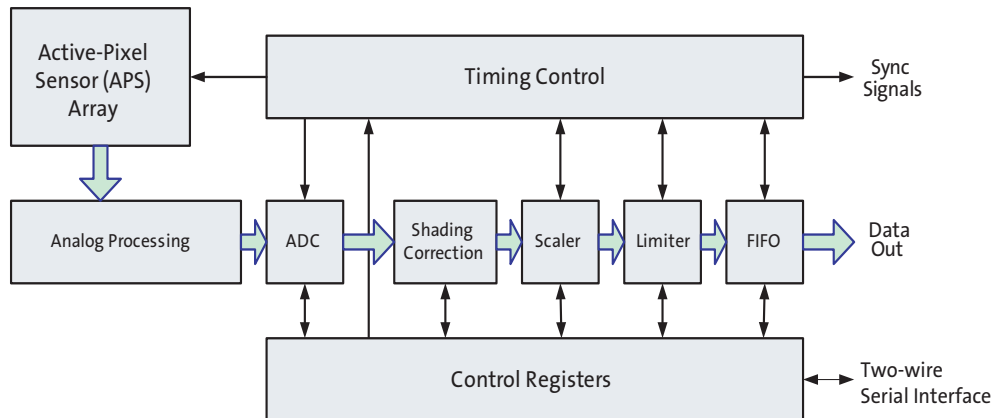 Active-Pixel
Sensor (APS)
Array
Timing Control
Sync
Signals
Analog Processing
ADC
Shading
Correction
Scaler
Limiter
FIFO
Data
Out
Control Registers
Two-wire
Serial Interface